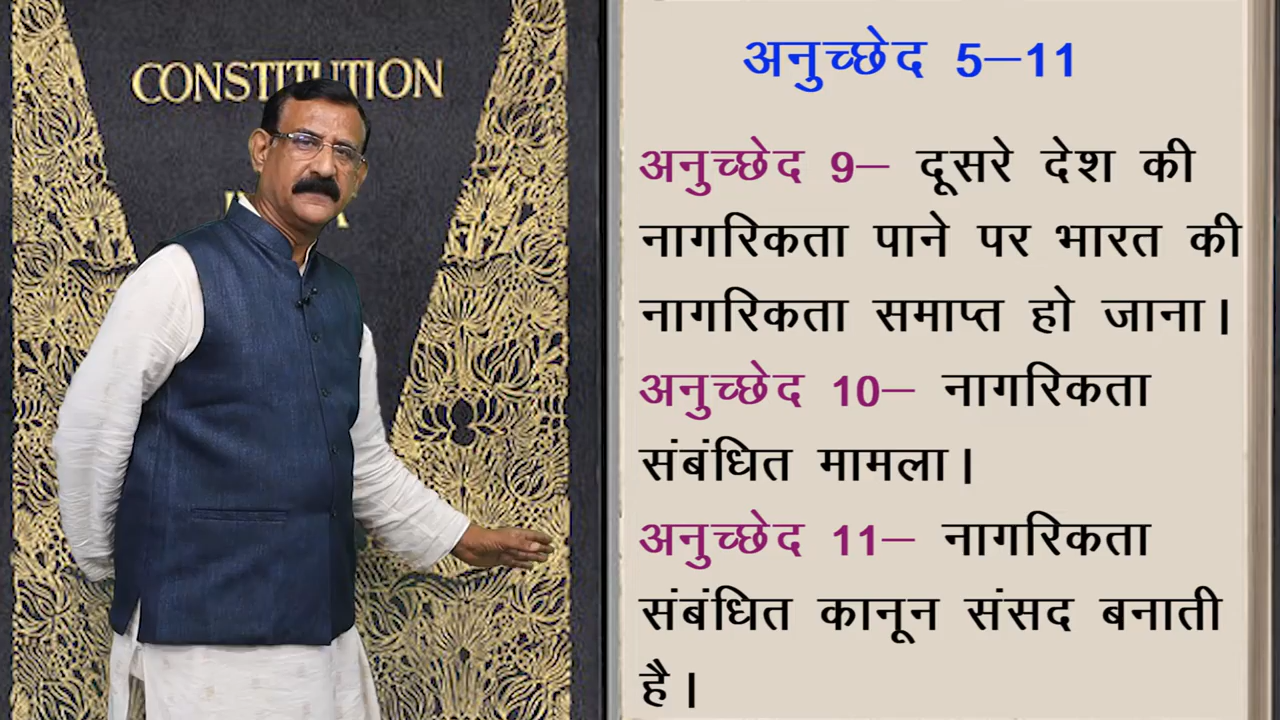 CONSTITUTION
अनुच्छेद 5–11
अनुच्छेद 9– दूसरे देश की
नागरिकता पाने पर भारत की
नागरिकता समाप्त हो जाना।
अनुच्छेद 10– नागरिकता
संबंधित मामला।
अनुच्छेद 11– नागरिकता
संबंधित कानून संसद बनाती
है।